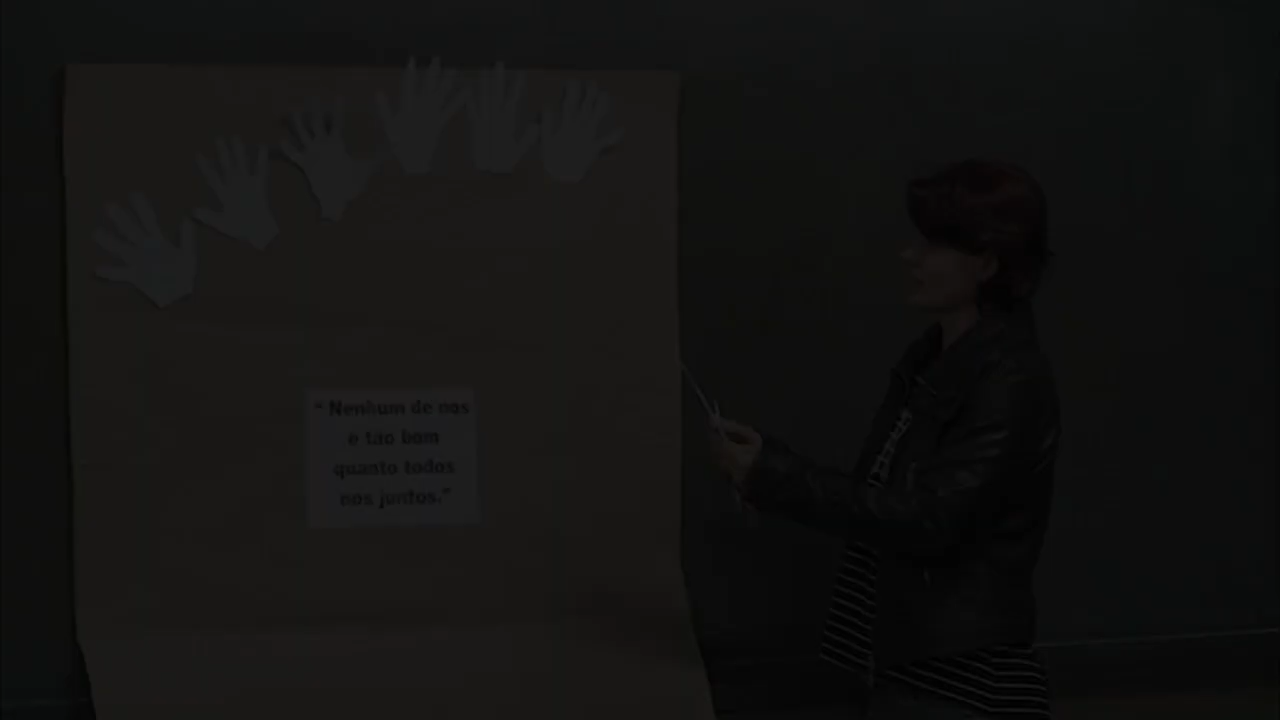 “ Nenhum de nos
e tão bom
quanto todos
nos juntos.”